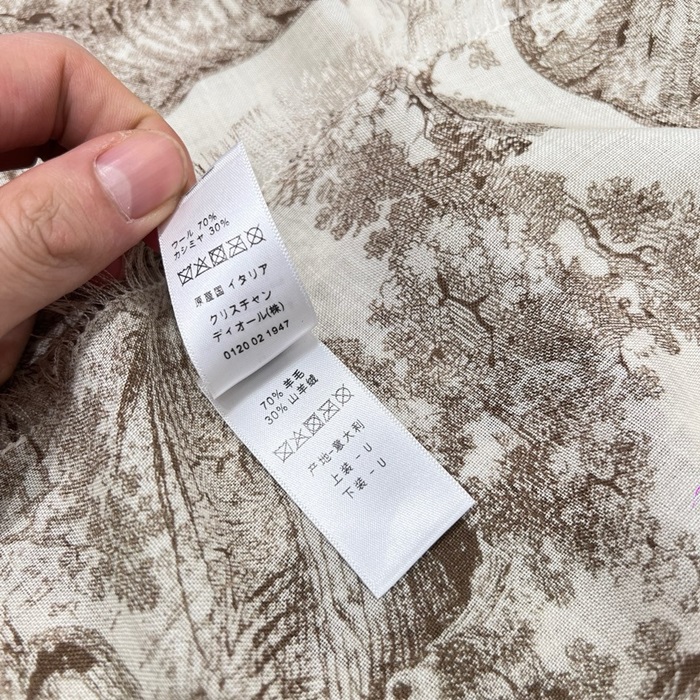 ウール 70%
カシミヤ 30%
原産国 イタリア
クリスチャン
ディオール(株)
0120 02 1947
70% 羊毛
30% 山羊绒
产地-意大利
上装 - U
下装 - U